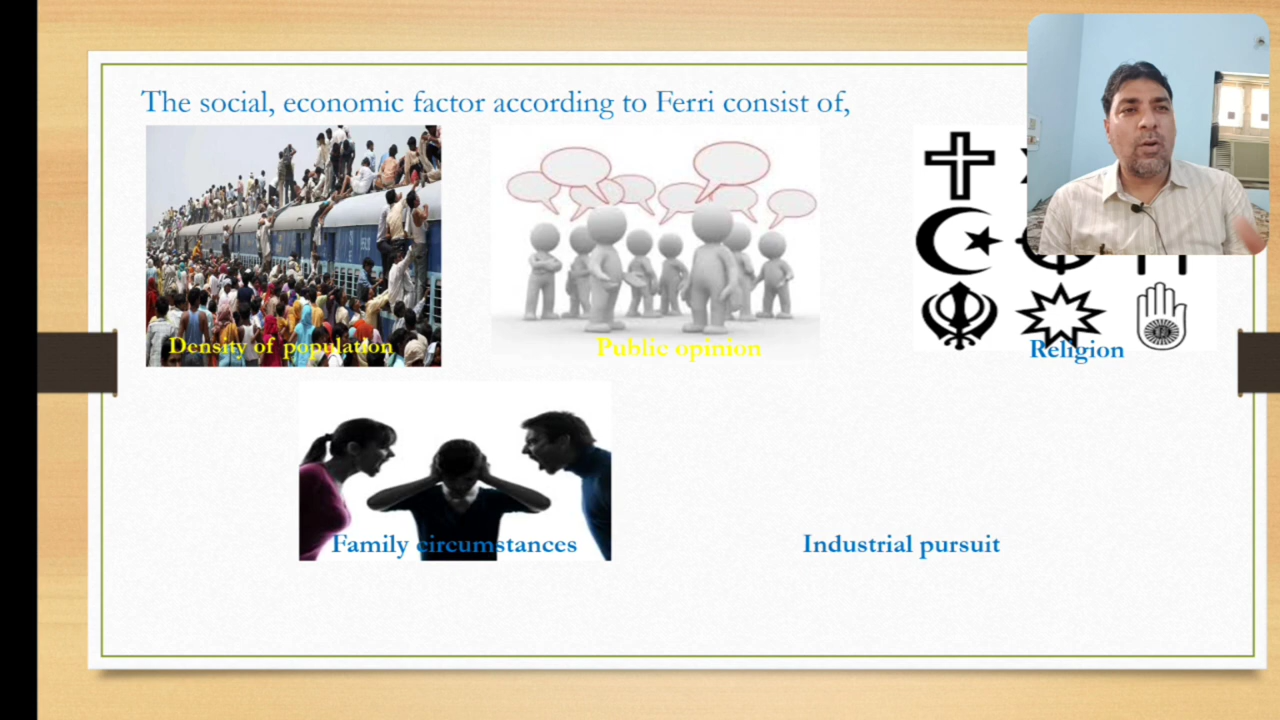 The social, economic factor according to Ferri consist of,
Density of population
Public opinion
Religion
Family circumstances
Industrial pursuit